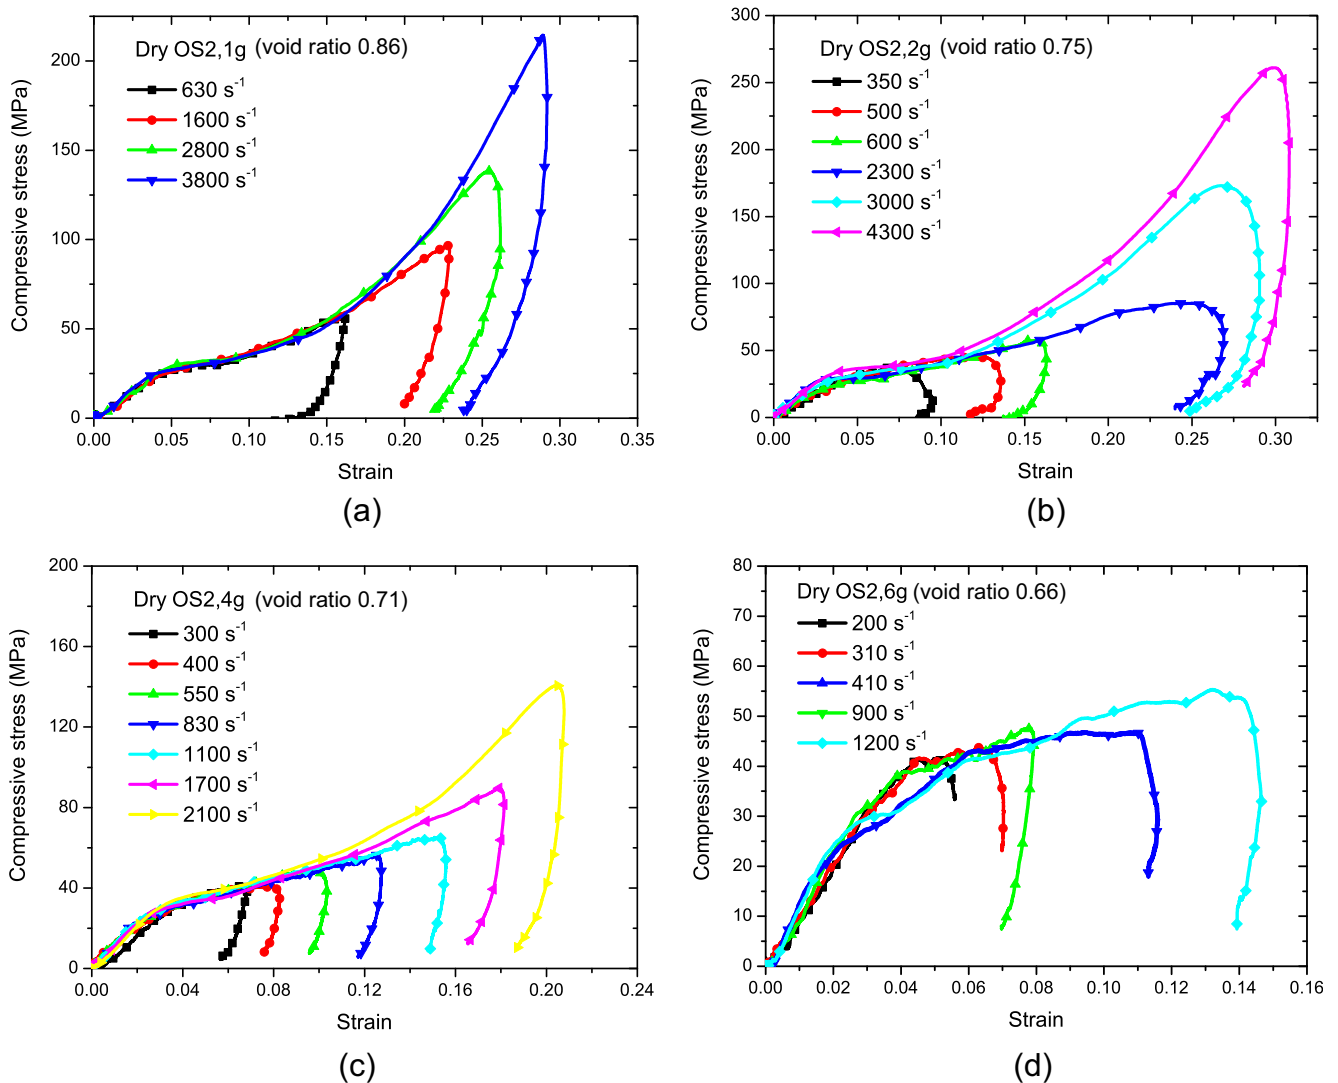 Dry OS2,1g (void ratio 0.86)
630 s-1
1600 s-1
2800 s-1
3800 s-1
Compressive stress (MPa)
0
50
100
150
200
0.00
0.05
0.10
0.15
0.20
0.25
0.30
0.35
Strain
(a)
Dry OS2,2g (void ratio 0.75)
350 s-1
500 s-1
600 s-1
2300 s-1
3000 s-1
4300 s-1
Compressive stress (MPa)
0
50
100
150
200
250
300
0.00
0.05
0.10
0.15
0.20
0.25
0.30
Strain
(b)
Dry OS2,4g (void ratio 0.71)
300 s-1
400 s-1
550 s-1
830 s-1
1100 s-1
1700 s-1
2100 s-1
Compressive stress (MPa)
0
40
80
120
160
200
0.00
0.04
0.08
0.12
0.16
0.20
0.24
Strain
(c)
Dry OS2,6g (void ratio 0.66)
200 s-1
310 s-1
410 s-1
900 s-1
1200 s-1
Compressive stress (MPa)
0
10
20
30
40
50
60
70
80
0.00
0.02
0.04
0.06
0.08
0.10
0.12
0.14
0.16
Strain
(d)